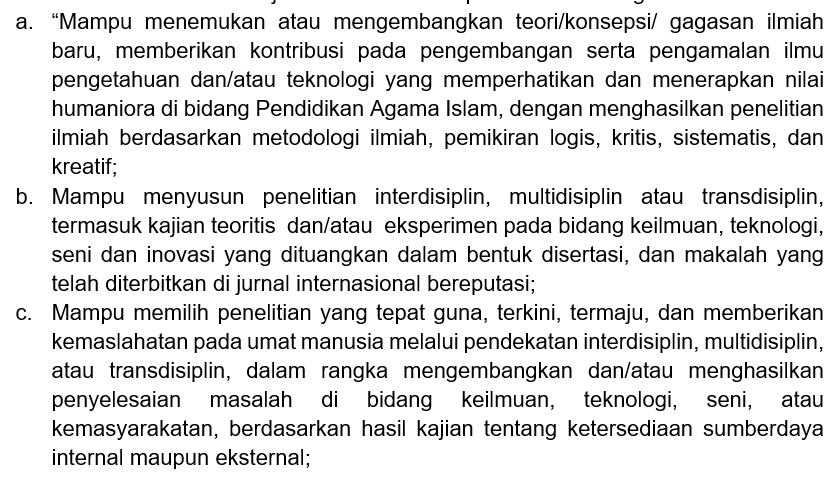 a. “Mampu menemukan atau mengembangkan teori/konsepsi/ gagasan ilmiah
baru, memberikan kontribusi pada pengembangan serta pengamalan ilmu
pengetahuan dan/atau teknologi yang memperhatikan dan menerapkan nilai
humaniora di bidang Pendidikan Agama Islam, dengan menghasilkan penelitian
ilmiah berdasarkan metodologi ilmiah, pemikiran logis, kritis, sistematis, dan
kreatif;
b. Mampu menyusun penelitian interdisiplin, multidisiplin atau transdisiplin,
termasuk kajian teoritis dan/atau eksperimen pada bidang keilmuan, teknologi,
seni dan inovasi yang dituangkan dalam bentuk disertasi, dan makalah yang
telah diterbitkan di jurnal internasional bereputasi;
c. Mampu memilih penelitian yang tepat guna, terkini, termaju, dan memberikan
kemaslahatan pada umat manusia melalui pendekatan interdisiplin, multidisiplin,
atau transdisiplin, dalam rangka mengembangkan dan/atau menghasilkan
penyelesaian masalah di bidang keilmuan, teknologi, seni, atau
kemasyarakatan, berdasarkan hasil kajian tentang ketersediaan sumberdaya
internal maupun eksternal;